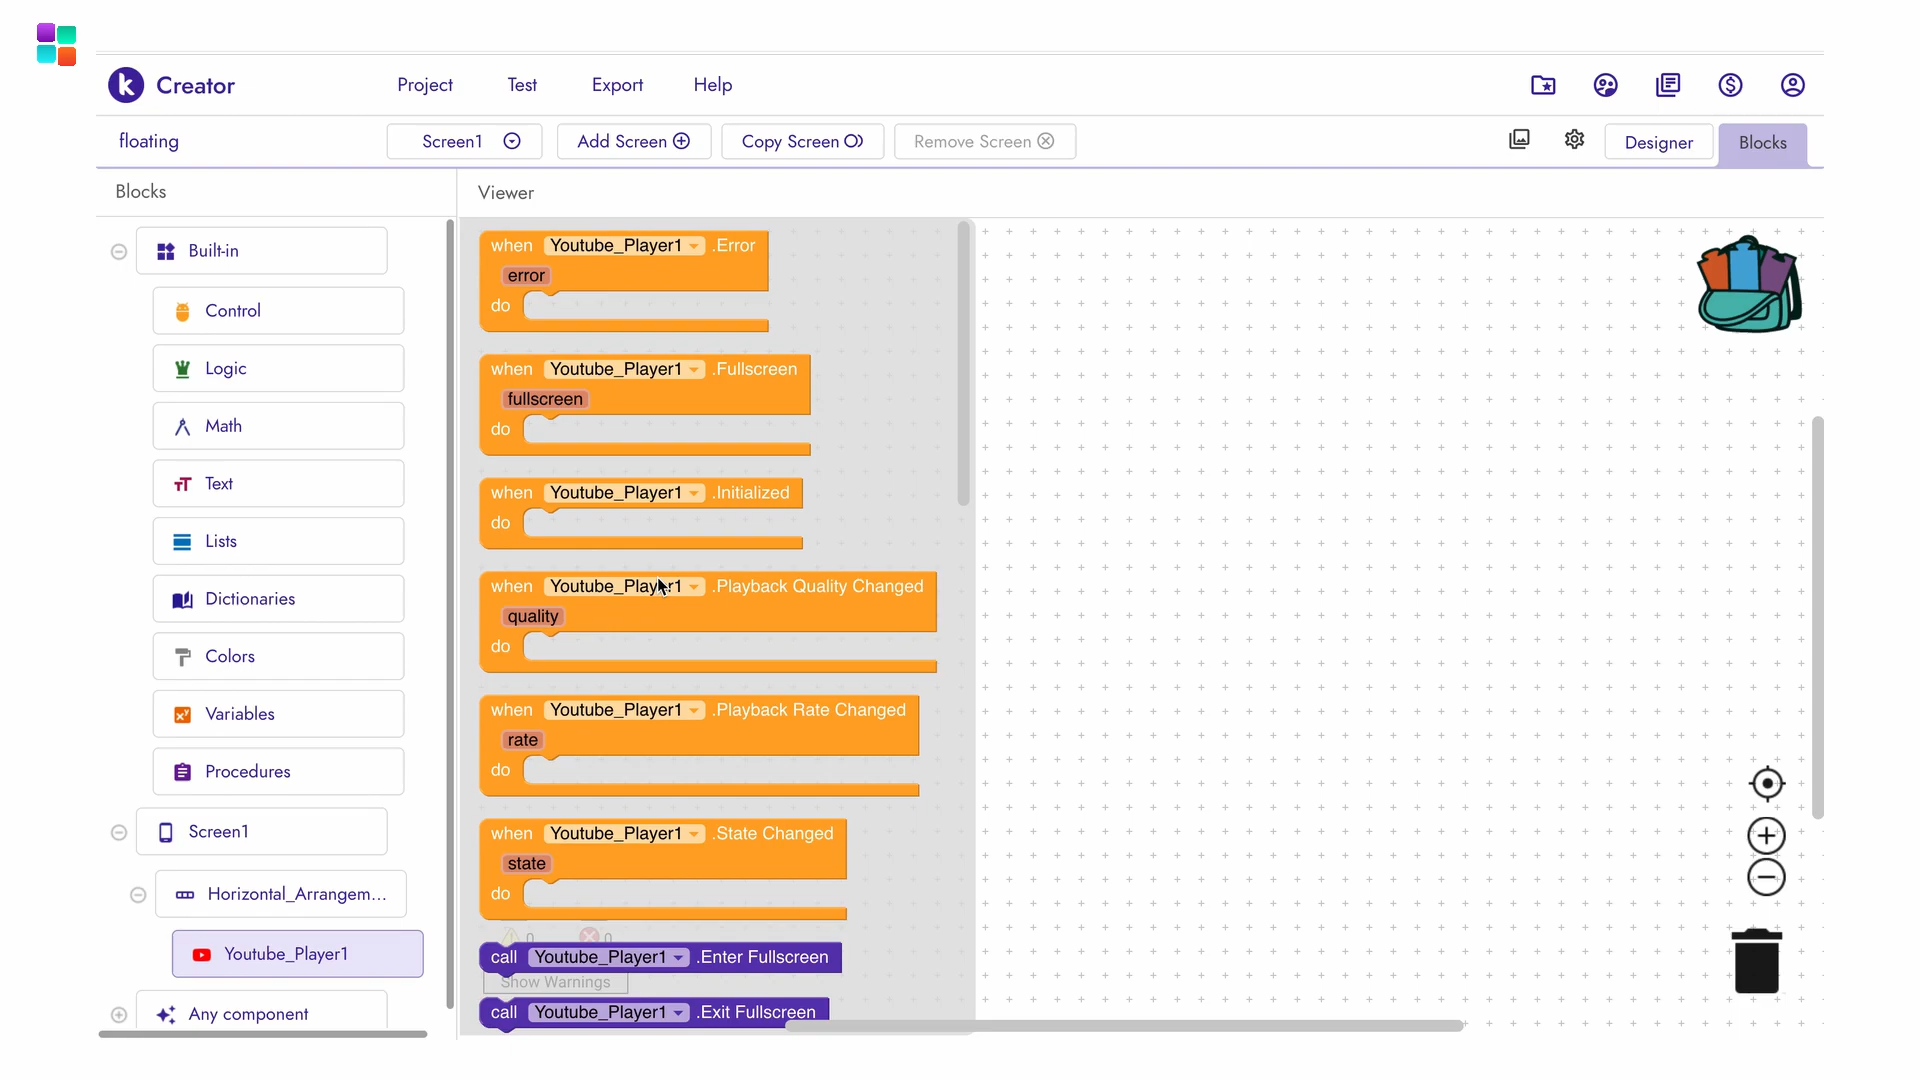 Creator
Project
Test
Export
Help
floating
Screen1
Add Screen
Copy Screen
Remove Screen
Designer
Blocks
Blocks
Viewer
Built-in
Control
Logic
Math
Text
Lists
Dictionaries
Colors
Variables
Procedures
Screen1
Horizontal_Arrangem...
Youtube_Player1
Any component
when Youtube_Player1 .Error
error
do
when Youtube_Player1 .Fullscreen
fullscreen
do
when Youtube_Player1 .Initialized
do
when Youtube_Player1 .Playback Quality Changed
quality
do
when Youtube_Player1 .Playback Rate Changed
rate
do
when Youtube_Player1 .State Changed
state
do
0 0
call Youtube_Player1 .Enter Fullscreen
Show Warnings
call Youtube_Player1 .Exit Fullscreen